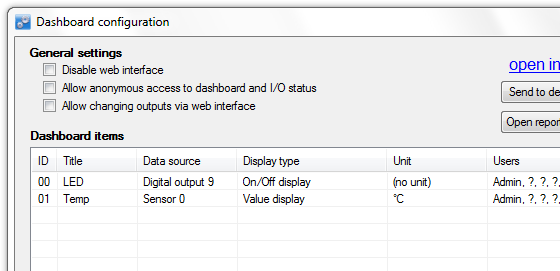 Dashboard configuration
General settings
Disable web interface
open in
Allow anonymous access to dashboard and I/O status
Send to de
Allow changing outputs via web interface
Open repor
Dashboard items
ID Title Data source Display type Unit Users
00 LED Digital output 9 On/Off display (no unit) Admin, ?, ?, ?,
01 Temp Sensor 0 Value display °C Admin, ?, ?, ?,